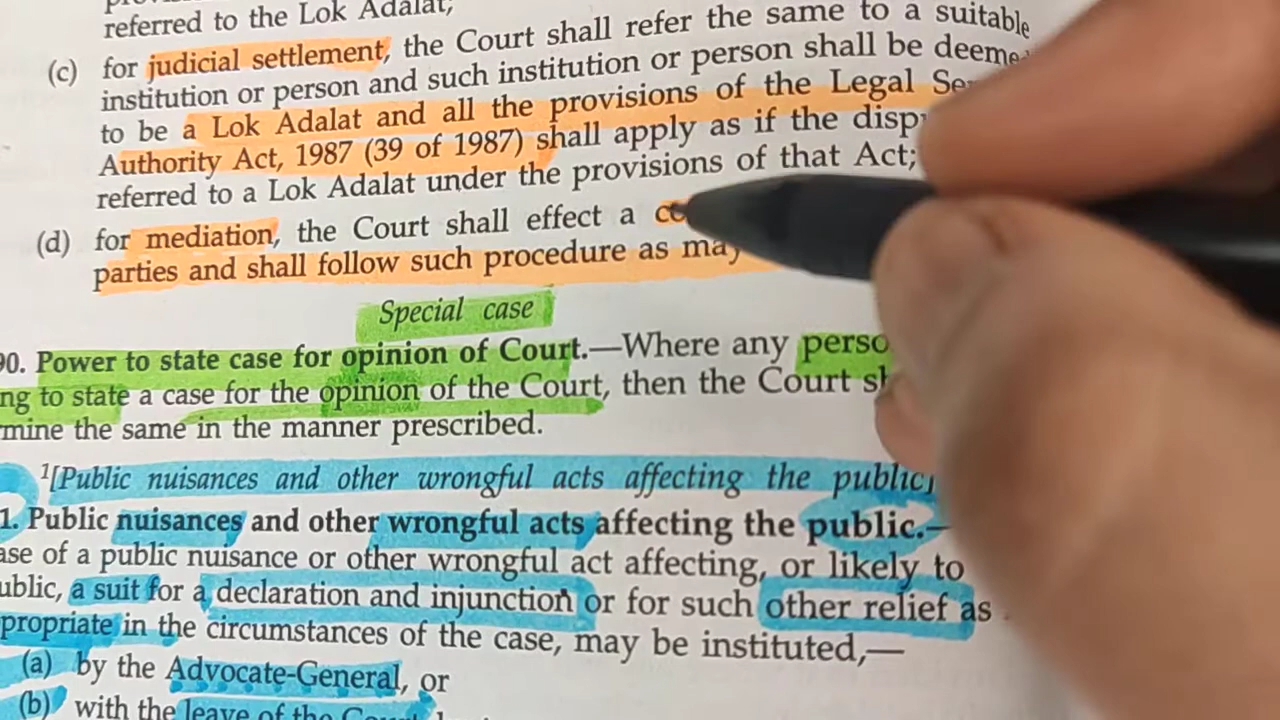 referred to the Lok Adalat;
(c) for judicial settlement, the Court shall refer the same to a suitable
institution or person and such institution or person shall be deeme
to be a Lok Adalat and all the provisions of the Legal Se
Authority Act, 1987 (39 of 1987) shall apply as if the disp
referred to a Lok Adalat under the provisions of that Act;
(d) for mediation, the Court shall effect a co
parties and shall follow such procedure as may
Special case
90. Power to state case for opinion of Court.—Where any perso
ng to state a case for the opinion of the Court, then the Court sh
mine the same in the manner prescribed.
1[Public nuisances and other wrongful acts affecting the public]
1. Public nuisances and other wrongful acts affecting the public.—
ase of a public nuisance or other wrongful act affecting, or likely to
ublic, a suit for a declaration and injunction or for such other relief as
propriate in the circumstances of the case, may be instituted,—
(a) by the Advocate-General, or
(b) with the leave of the Court